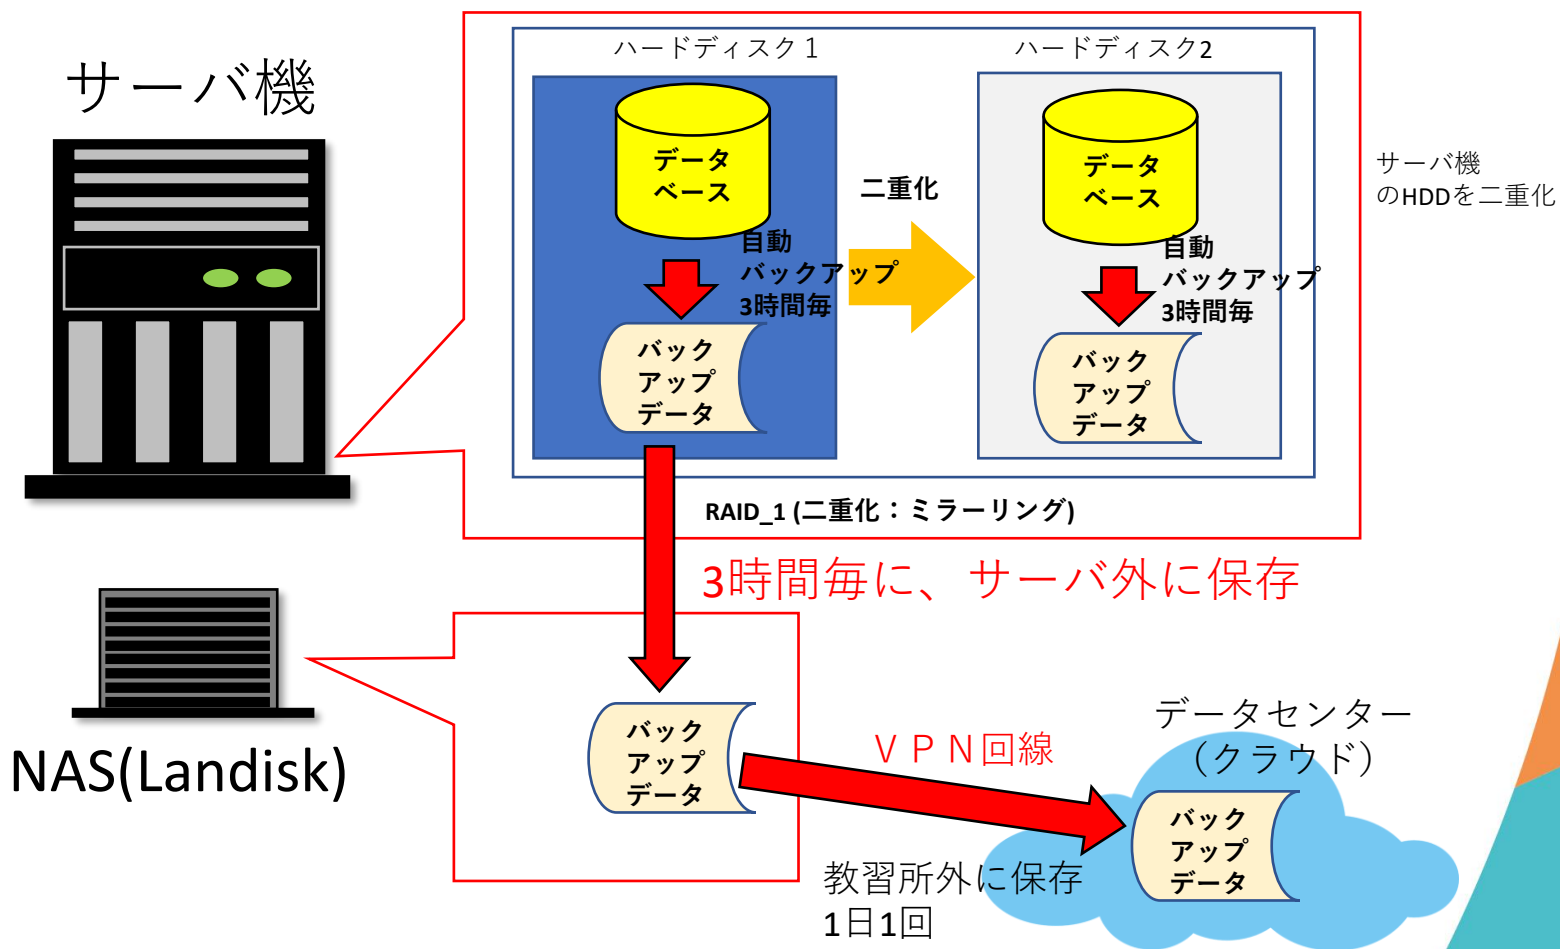 サーバ機
ハードディスク１
ハードディスク2
データ
ベース
自動
バックアップ
3時間毎
バック
アップ
データ
二重化
データ
ベース
自動
バックアップ
3時間毎
バック
アップ
データ
サーバ機
のHDDを二重化
RAID_1 (二重化：ミラーリング)
3時間毎に、サーバ外に保存
NAS(Landisk)
バック
アップ
データ
ＶＰＮ回線
データセンター
（クラウド）
バック
アップ
データ
教習所外に保存
1日1回